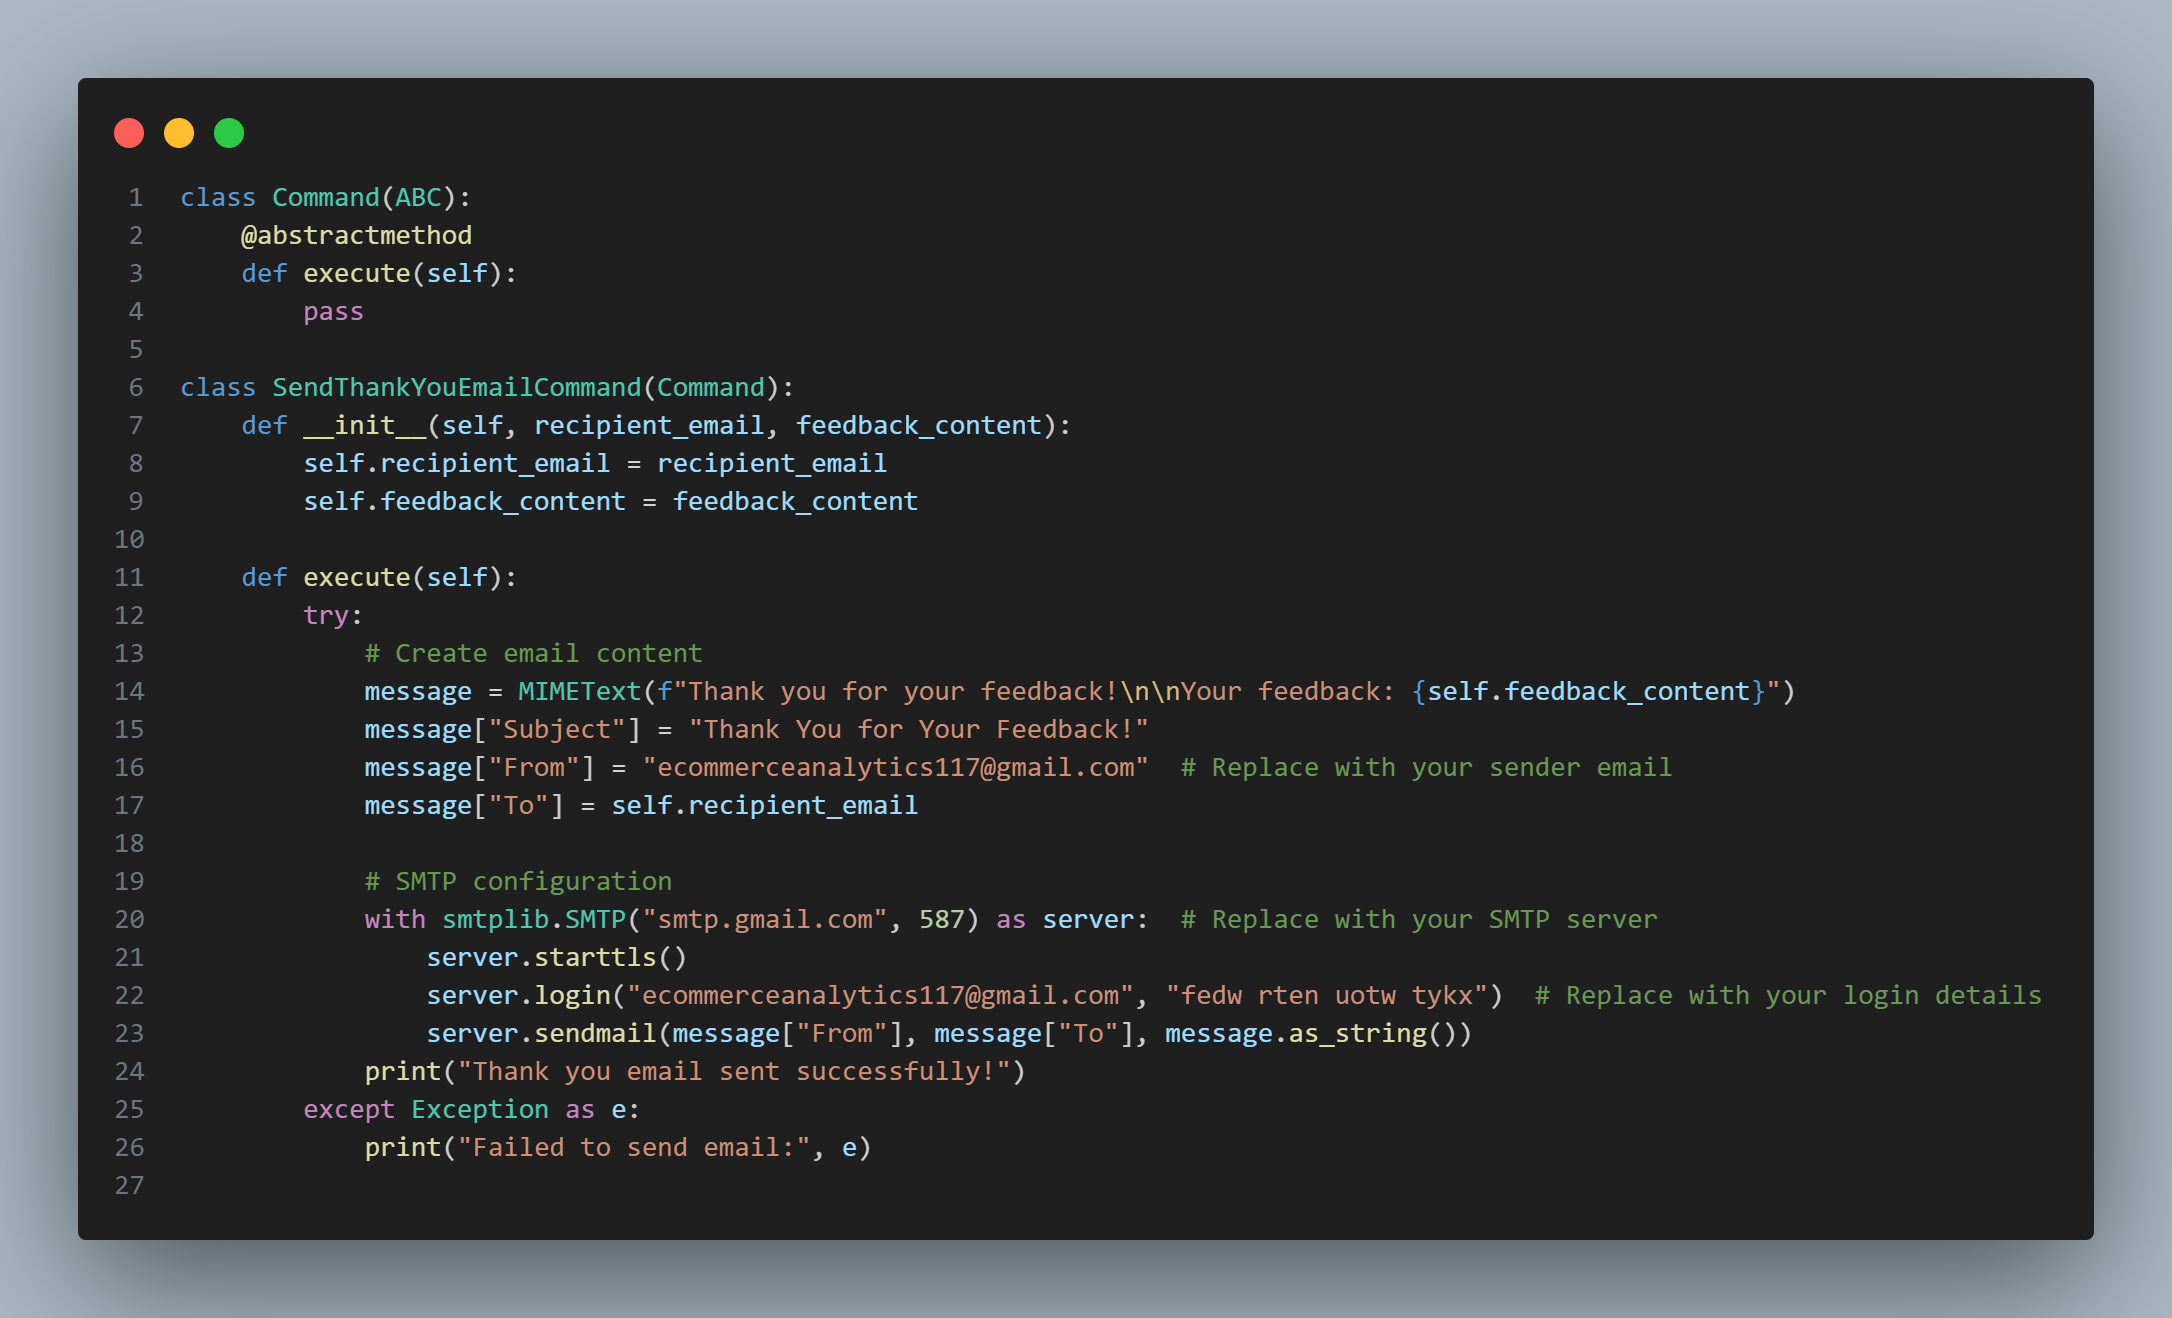 1 class Command(ABC):
2     @abstractmethod
3     def execute(self):
4         pass
5
6 class SendThankYouEmailCommand(Command):
7     def __init__(self, recipient_email, feedback_content):
8         self.recipient_email = recipient_email
9         self.feedback_content = feedback_content
10
11     def execute(self):
12         try:
13             # Create email content
14             message = MIMEText(f"Thank you for your feedback!\n\nYour feedback: {self.feedback_content}")
15             message["Subject"] = "Thank You for Your Feedback!"
16             message["From"] = "ecommerceanalytics117@gmail.com"  # Replace with your sender email
17             message["To"] = self.recipient_email
18
19             # SMTP configuration
20             with smtplib.SMTP("smtp.gmail.com", 587) as server:  # Replace with your SMTP server
21                 server.starttls()
22                 server.login("ecommerceanalytics117@gmail.com", "fedw rten uotw tykx")  # Replace with your login details
23                 server.sendmail(message["From"], message["To"], message.as_string())
24             print("Thank you email sent successfully!")
25         except Exception as e:
26             print("Failed to send email:", e)
27